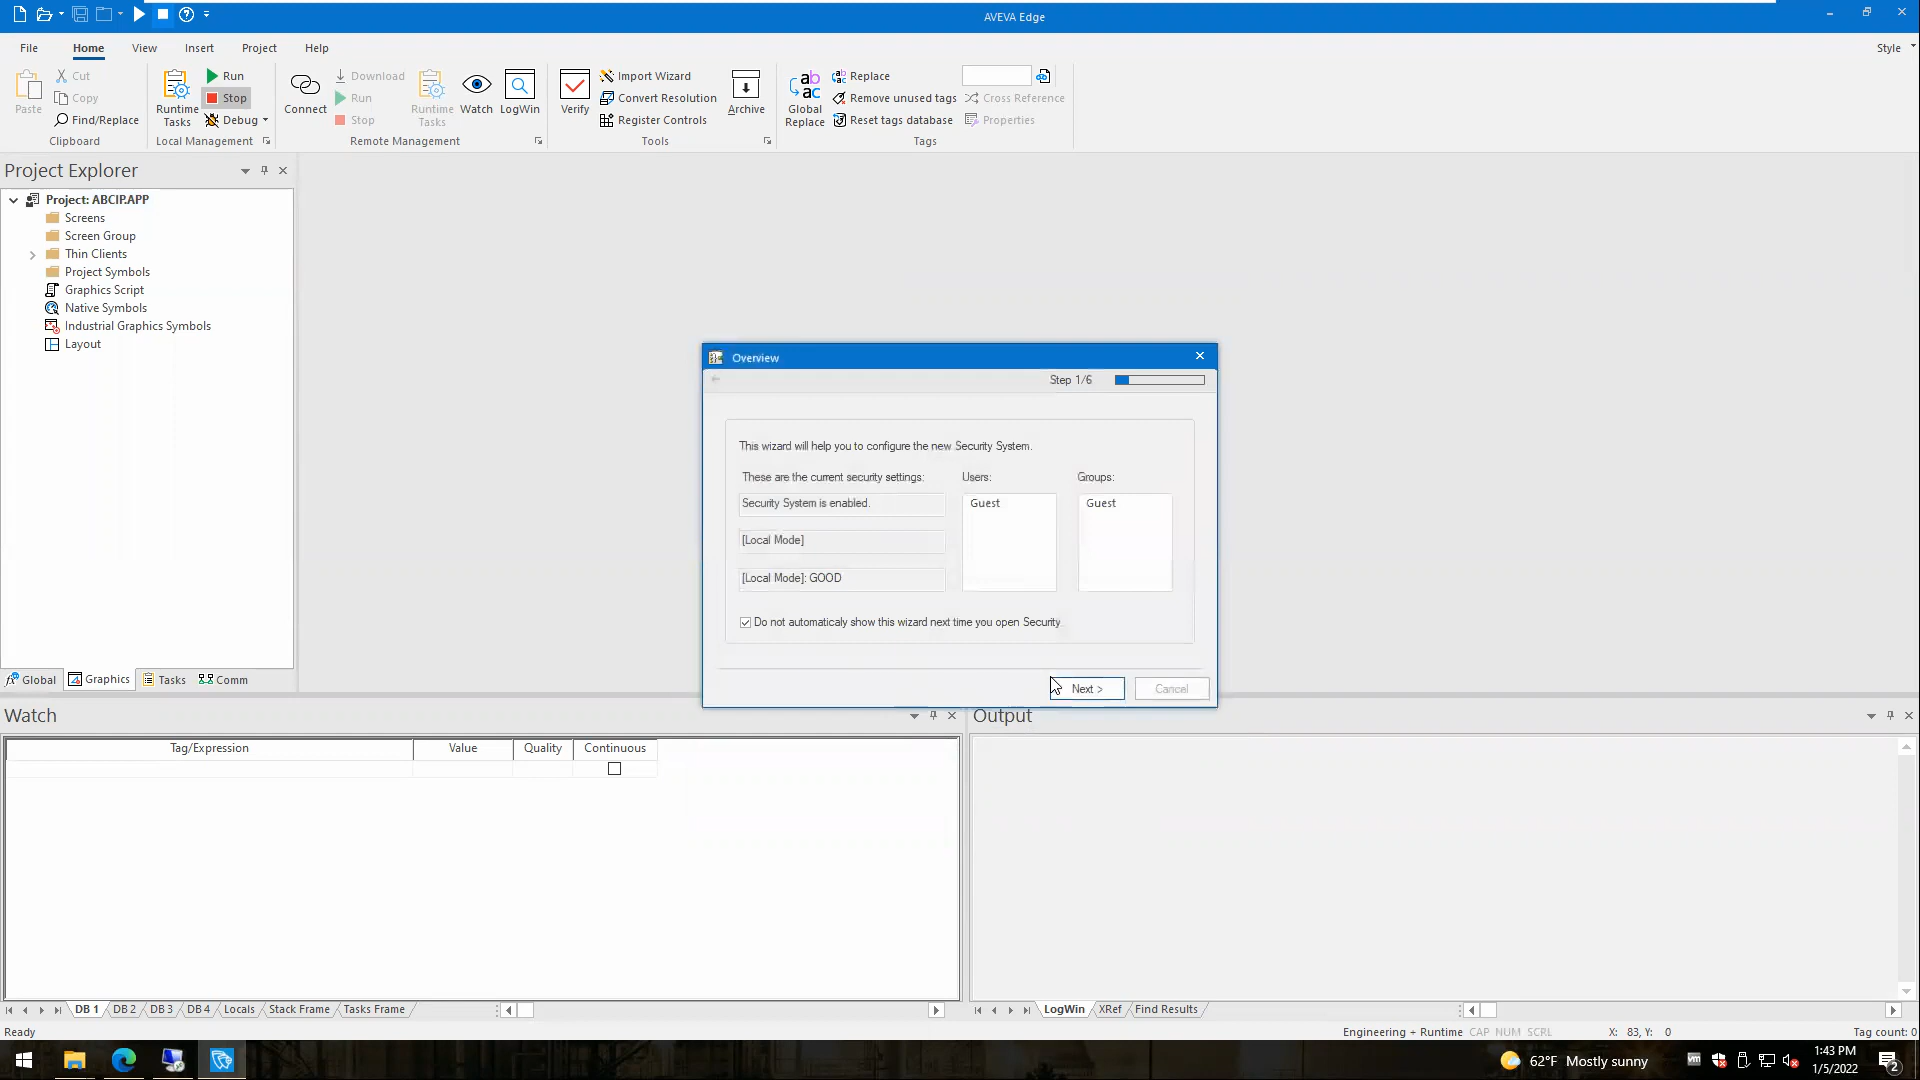 AVEVA Edge
File Home View Insert Project Help
Style
Paste
Cut
Copy
Find/Replace
Clipboard
Runtime Tasks
Run
Stop
Debug
Local Management
Connect
Download
Run
Stop
Runtime Tasks
Watch
LogWin
Remote Management
Verify
Import Wizard
Convert Resolution
Register Controls
Archive
Tools
Global Replace
Replace
Remove unused tags
Reset tags database
Cross Reference
Properties
Tags
Project Explorer
Project: ABCIP.APP
Screens
Screen Group
Thin Clients
Project Symbols
Graphics Script
Native Symbols
Industrial Graphics Symbols
Layout
Global Graphics Tasks Comm
Overview
Step 1/6
This wizard will help you to configure the new Security System.
These are the current security settings: Users: Groups:
Security System is enabled. Guest Guest
[Local Mode]
[Local Mode]: GOOD
Do not automaticaly show this wizard next time you open Security
Next > Cancel
Watch
Tag/Expression Value Quality Continuous
DB 1 DB 2 DB 3 DB 4 Locals Stack Frame Tasks Frame
Output
LogWin XRef Find Results
Ready
Engineering + Runtime CAP NUM SCRL X: 83, Y: 0 Tag count: 0
62°F Mostly sunny
1:43 PM
1/5/2022
2